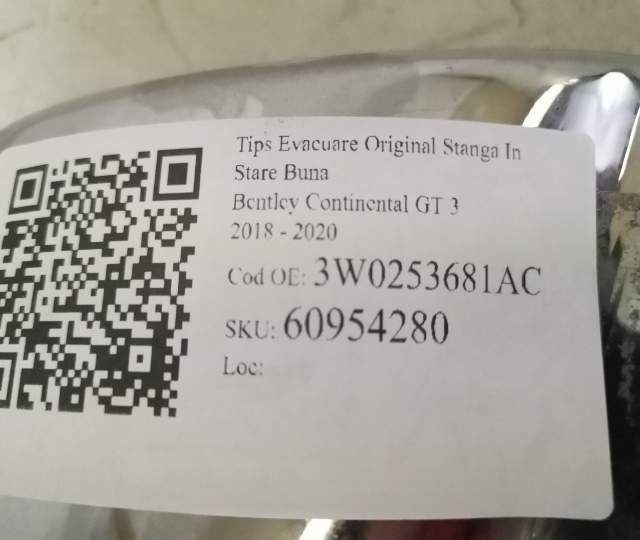 Tips Evacuare Original Stanga In
Stare Buna
Bentley Continental GT 3
2018 - 2020
Cod OE: 3W0253681AC
SKU: 60954280
Loc: